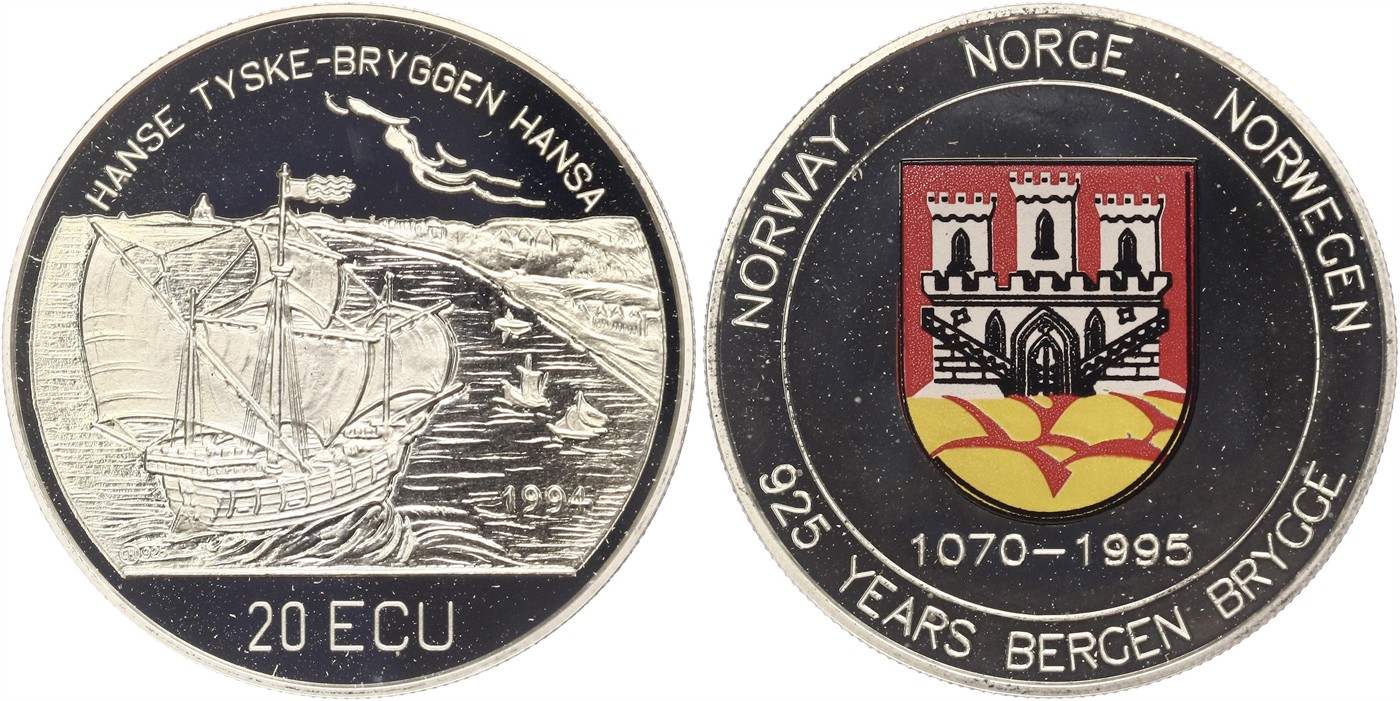 HANSE TYSKE-BRYGGEN HANSA
1994
20 ECU
NORWAY NORGE NORWEGEN
1070-1995
925 YEARS BERGEN BRYGGE